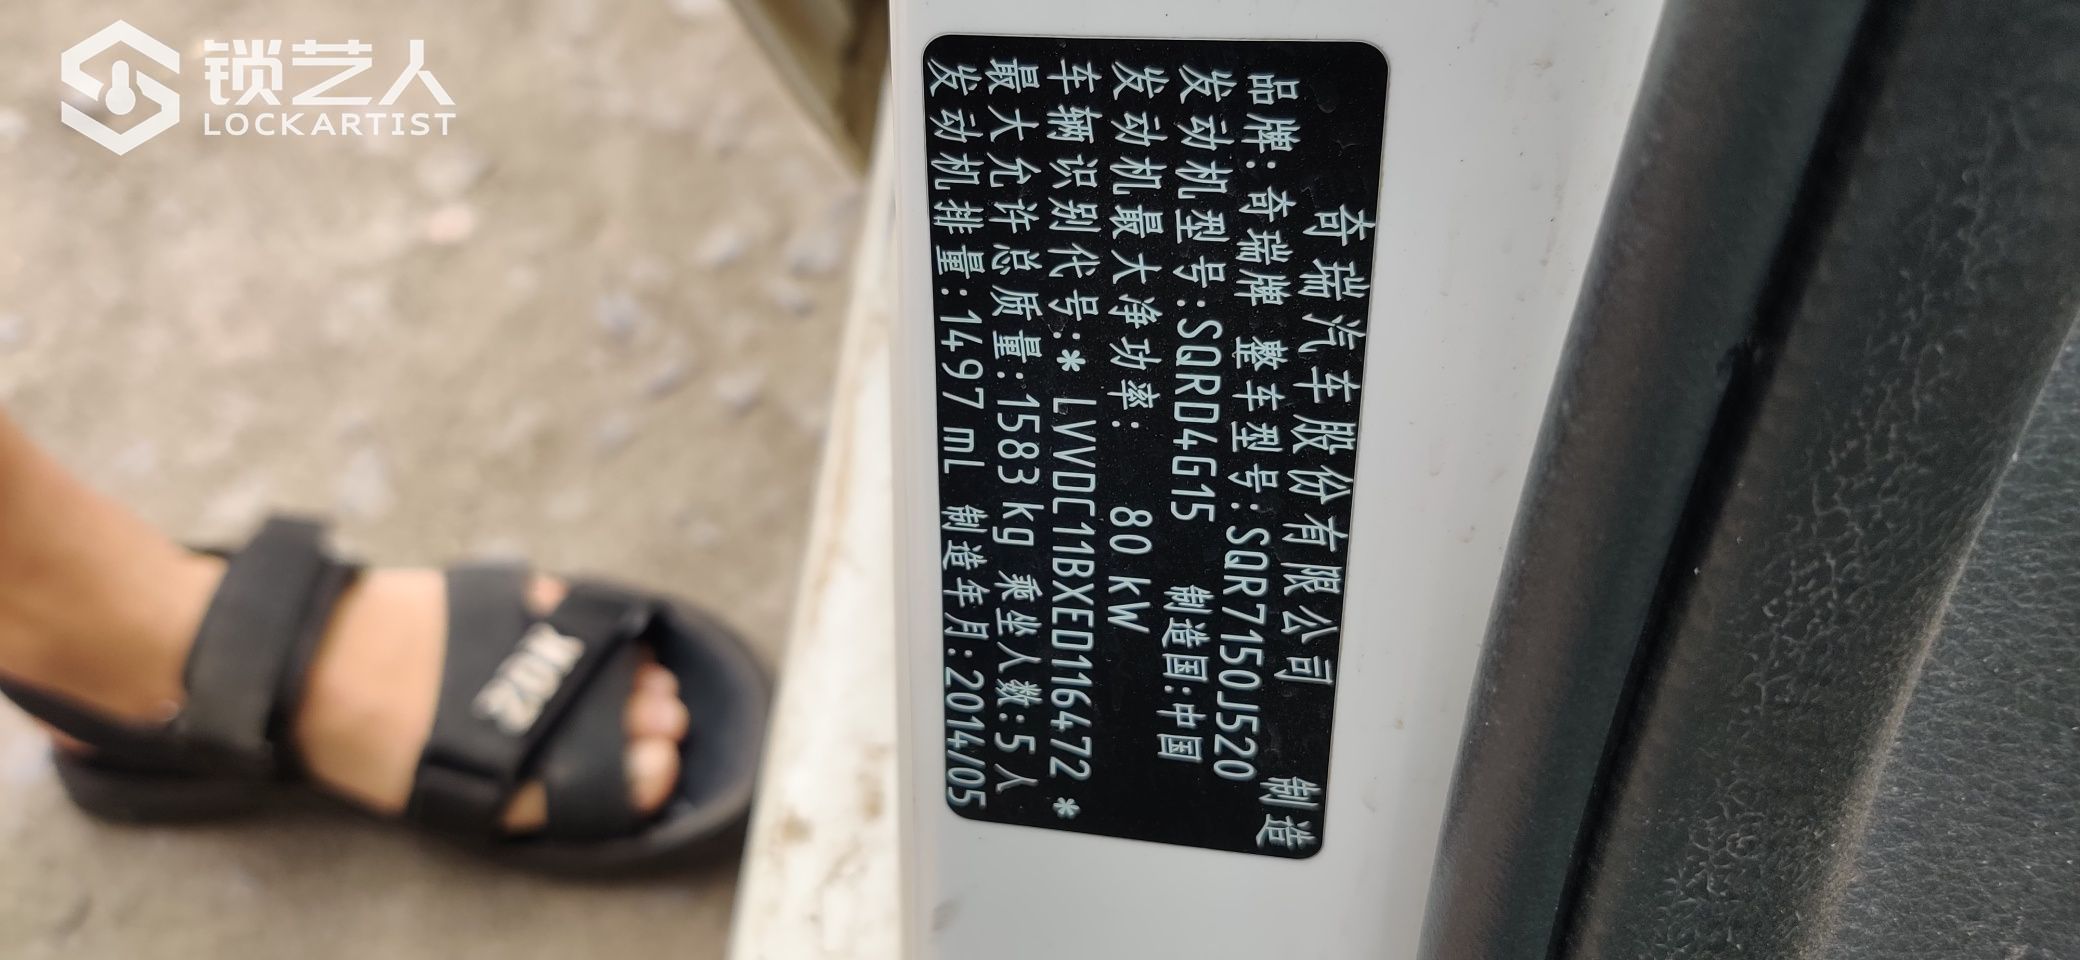 锁艺人
LOCKARTIST
奇瑞汽车股份有限公司 制造
品牌: 奇瑞牌 整车型号:SQR7150J520
发动机型号:SQRD4G15 制造国:中国
发动机最大净功率: 80 kW
车辆识别代号:* LVVDC11BXED116472 *
最大允许总质量:1583 kg 乘坐人数:5 人
发动机排量:1497 mL 制造年月:2014/05